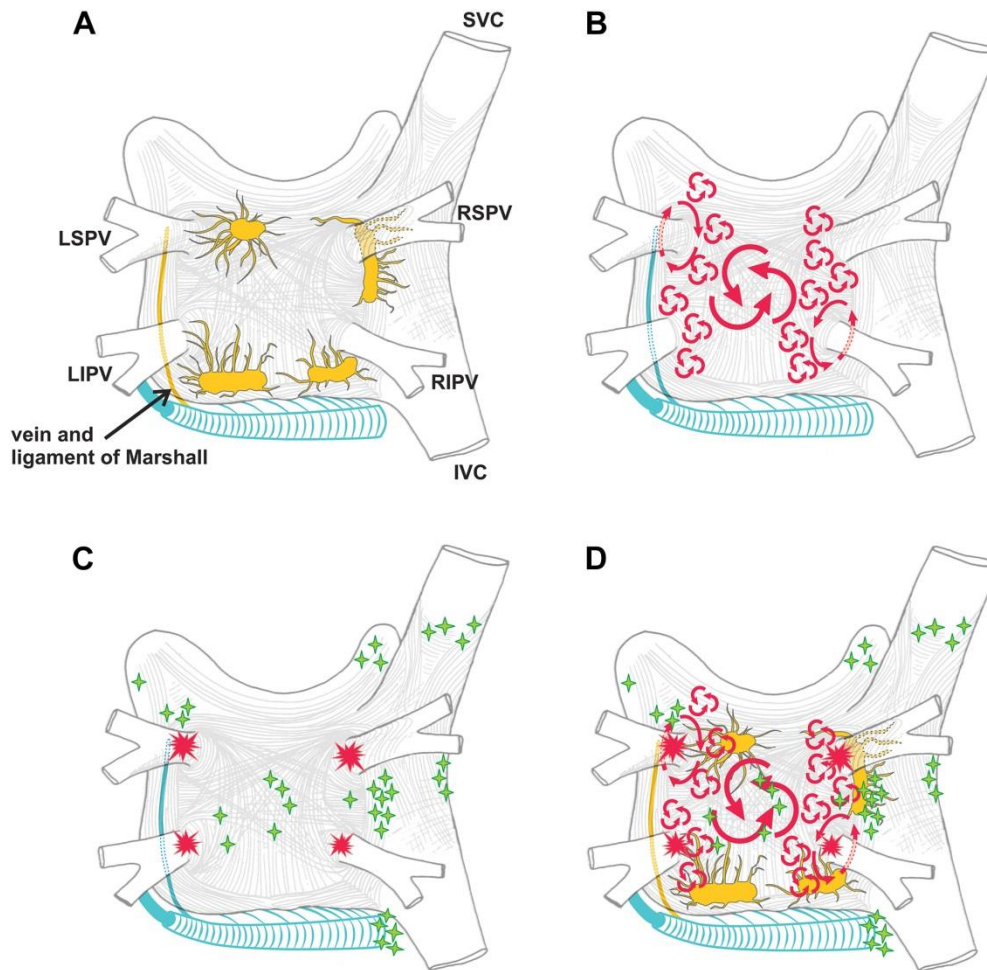 A
SVC
B
LSPV
RSPV
LIPV
RIPV
vein and
ligament of Marshall
IVC
C
D